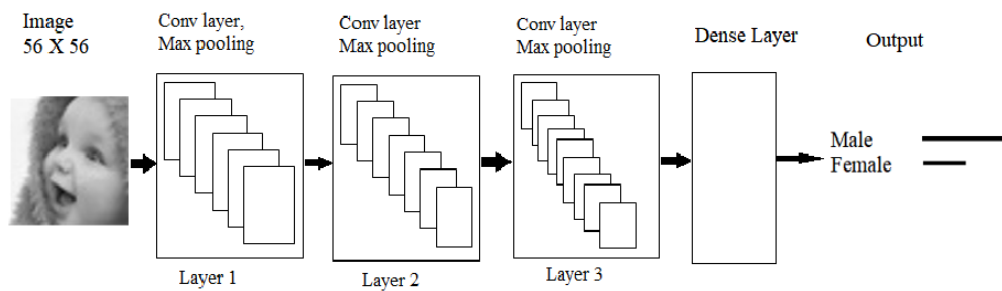 Image
56 X 56
Conv layer,
Max pooling
Conv layer
Max pooling
Conv layer
Max pooling
Dense Layer
Output
Male
Female
Layer 1
Layer 2
Layer 3